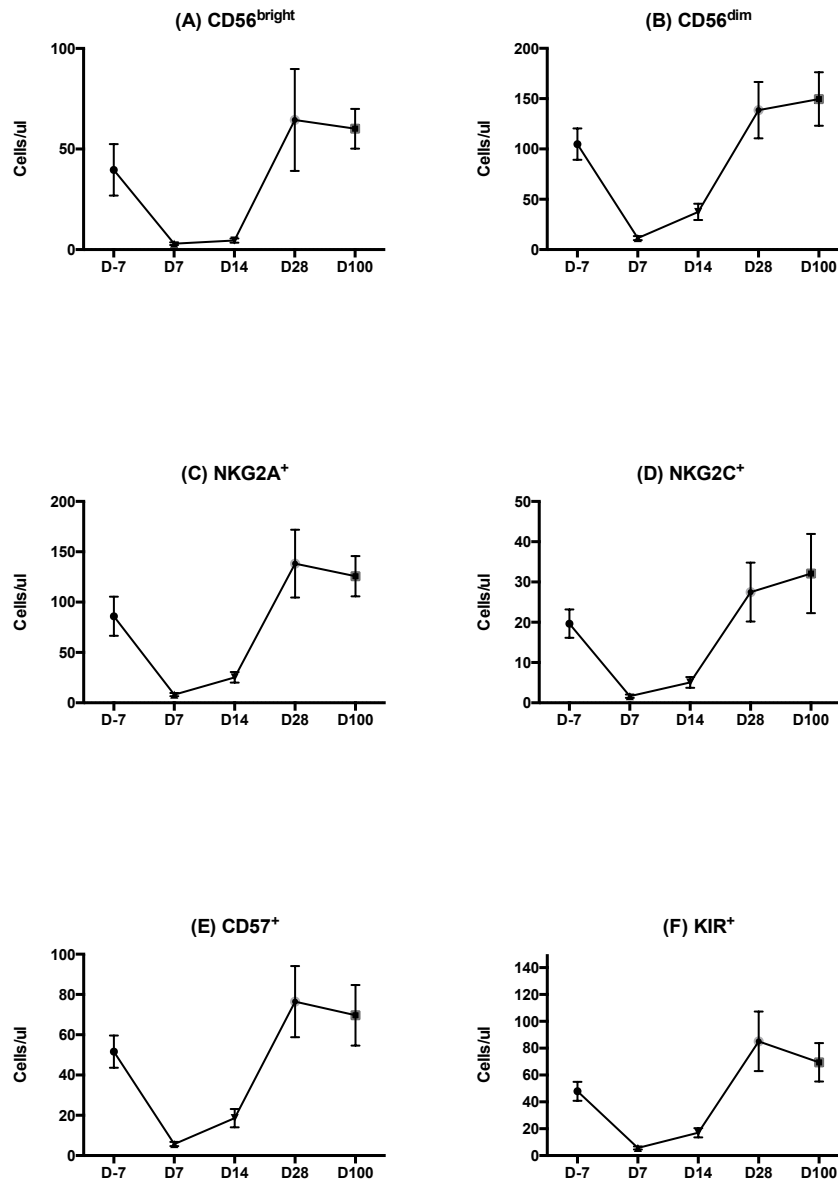 (A) CD56bright
100
50
0
Cells/ul
D-7 D7 D14 D28 D100
(B) CD56dim
200
150
100
50
0
Cells/ul
D-7 D7 D14 D28 D100
(C) NKG2A+
200
150
100
50
0
Cells/ul
D-7 D7 D14 D28 D100
(D) NKG2C+
50
40
30
20
10
0
Cells/ul
D-7 D7 D14 D28 D100
(E) CD57+
100
80
60
40
20
0
Cells/ul
D-7 D7 D14 D28 D100
(F) KIR+
140
120
100
80
60
40
20
0
Cells/ul
D-7 D7 D14 D28 D100